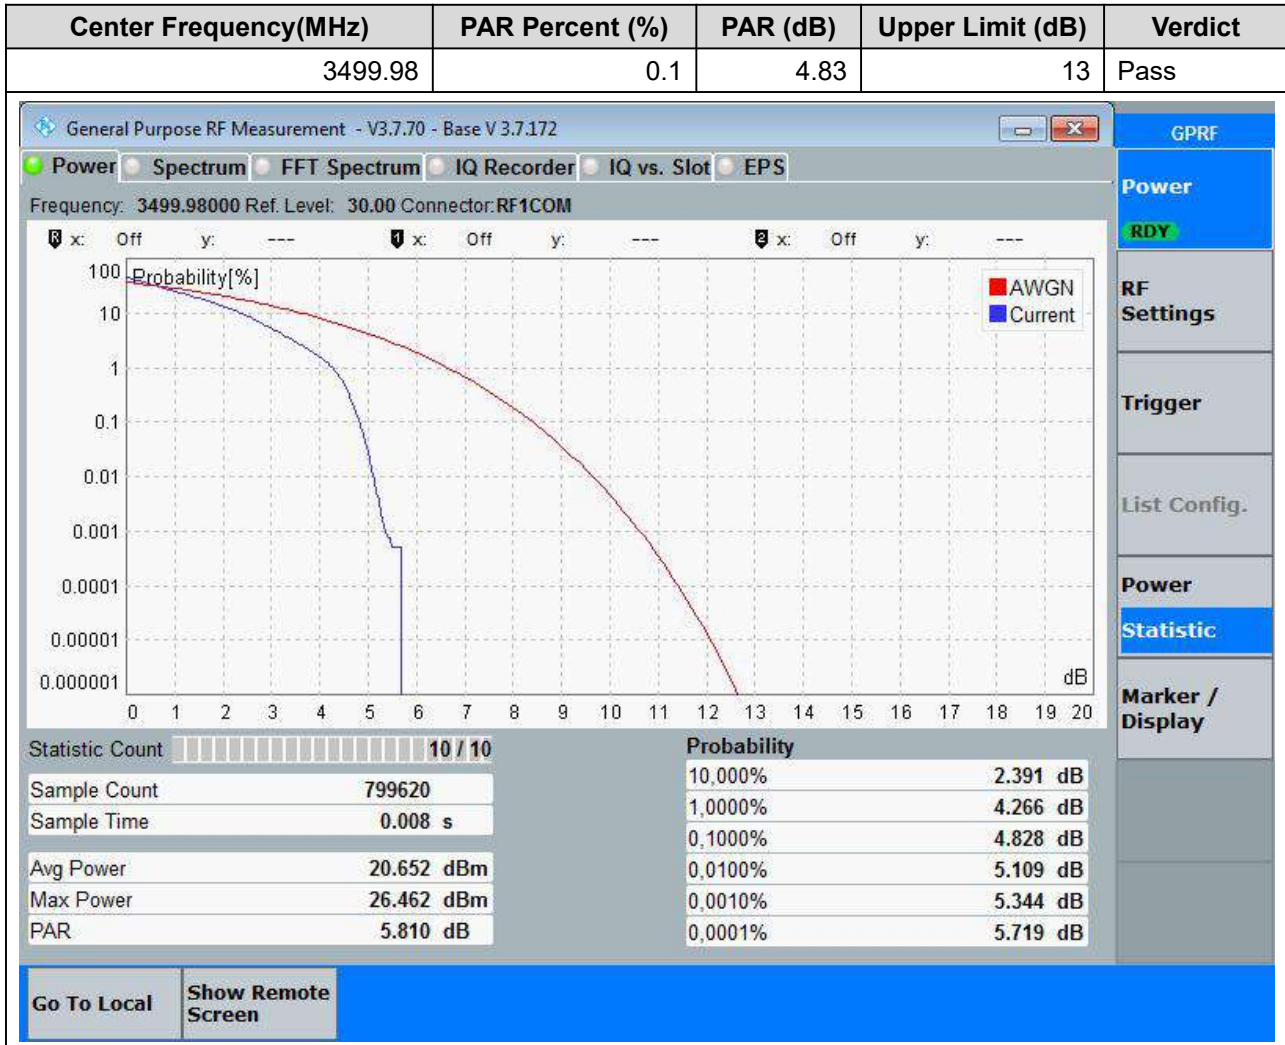 Center Frequency(MHz) PAR Percent (%) PAR (dB) Upper Limit (dB) Verdict
3499.98 0.1 4.83 13 Pass
General Purpose RF Measurement - V3.7.70 - Base V 3.7.172
GPRF
Power Spectrum FFT Spectrum IQ Recorder IQ vs. Slot EPS
Frequency: 3499.98000 Ref. Level: 30.00 Connector: RF1COM
R x: Off y: --- 1 x: Off y: --- 2 x: Off y: ---
Probability[%]
AWGN
Current
100
10
1
0.1
0.01
0.001
0.0001
0.00001
0.000001
dB
0 1 2 3 4 5 6 7 8 9 10 11 12 13 14 15 16 17 18 19 20
Statistic Count 10 / 10
Sample Count 799620
Sample Time 0.008 s
Avg Power 20.652 dBm
Max Power 26.462 dBm
PAR 5.810 dB
Probability
10,000% 2.391 dB
1,0000% 4.266 dB
0,1000% 4.828 dB
0,0100% 5.109 dB
0,0010% 5.344 dB
0,0001% 5.719 dB
Power
RDY
RF
Settings
Trigger
List Config.
Power
Statistic
Marker /
Display
Go To Local
Show Remote
Screen